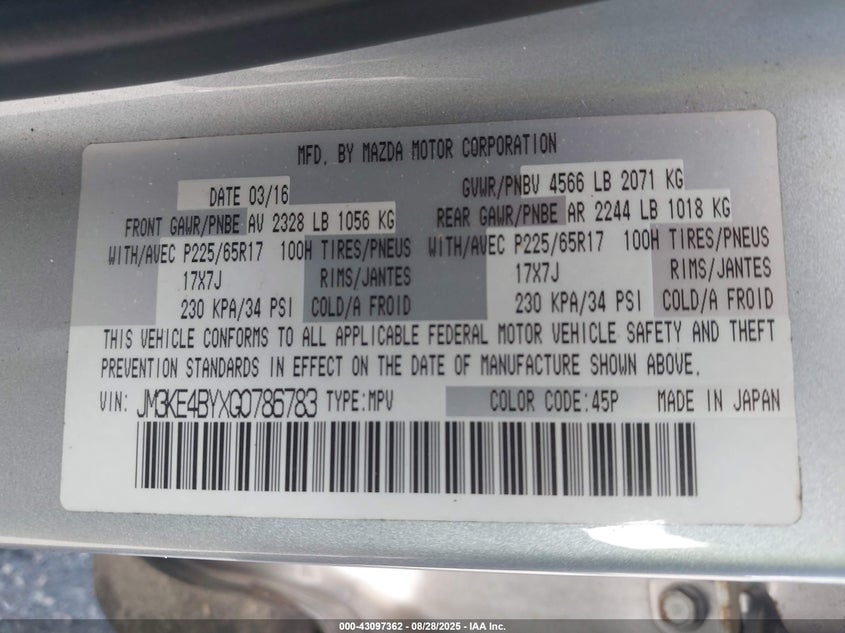 MFD. BY MAZDA MOTOR CORPORATION
DATE 03/16 GVWR/PNBV 4566 LB 2071 KG
FRONT GAWR/PNBE AV 2328 LB 1056 KG REAR GAWR/PNBE AR 2244 LB 1018 KG
WITH/AVEC P225/65R17 100H TIRES/PNEUS WITH/AVEC P225/65R17 100H TIRES/PNEUS
17X7J RIMS/JANTES 17X7J RIMS/JANTES
230 KPA/34 PSI COLD/A FROID 230 KPA/34 PSI COLD/A FROID
THIS VEHICLE CONFORMS TO ALL APPLICABLE FEDERAL MOTOR VEHICLE SAFETY AND THEFT
PREVENTION STANDARDS IN EFFECT ON THE DATE OF MANUFACTURE SHOWN ABOVE.
VIN: JM3KE4BYXG0786783 TYPE:MPV COLOR CODE:45P MADE IN JAPAN
000-43097362 - 08/28/2025 - IAA Inc.